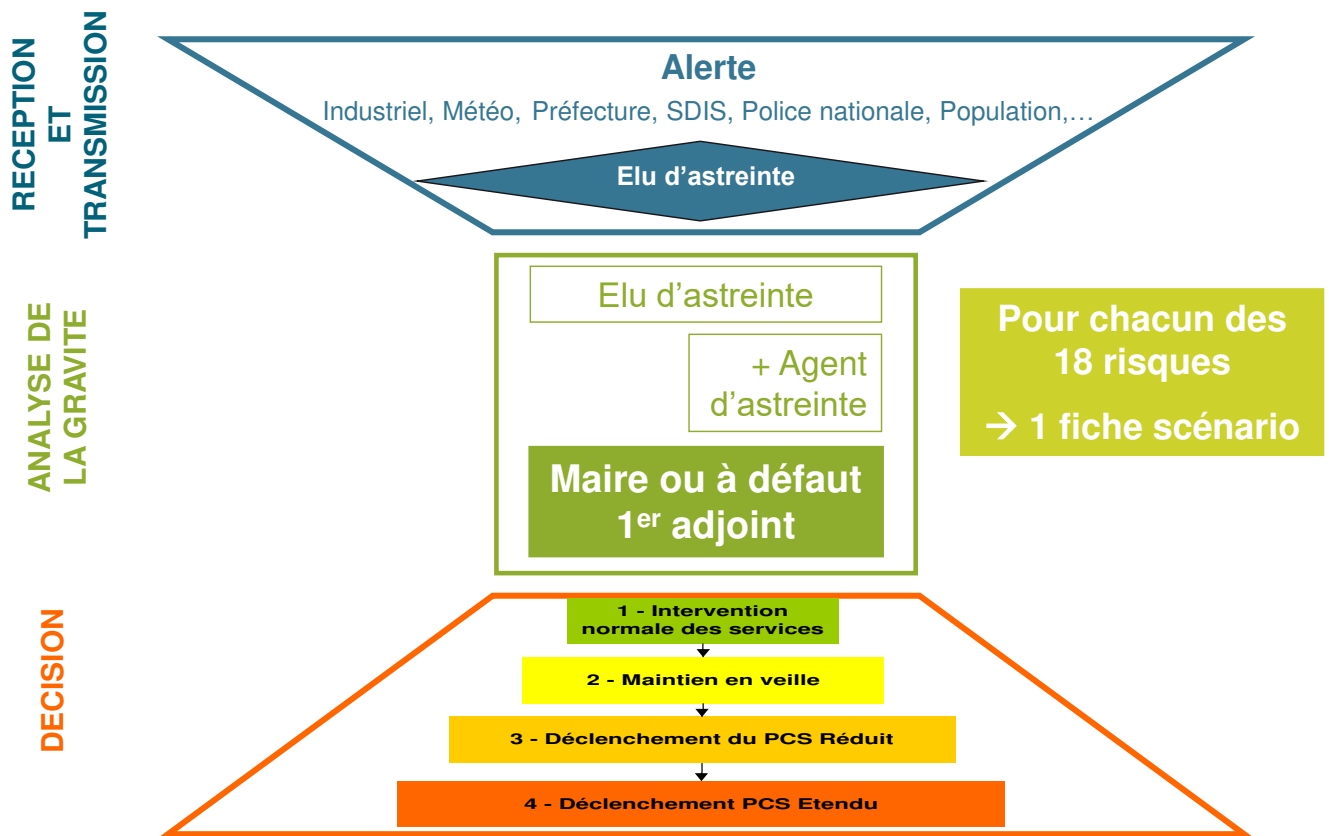 RECEPTION
ET
TRANSMISSION
Alerte
Industriel, Météo, Préfecture, SDIS, Police nationale, Population,…
Elu d’astreinte
ANALYSE DE
LA GRAVITE
Elu d’astreinte
+ Agent
d’astreinte
Maire ou à défaut
1er adjoint
Pour chacun des
18 risques
→ 1 fiche scénario
DECISION
1 - Intervention
normale des services
2 - Maintien en veille
3 - Déclenchement du PCS Réduit
4 - Déclenchement PCS Etendu